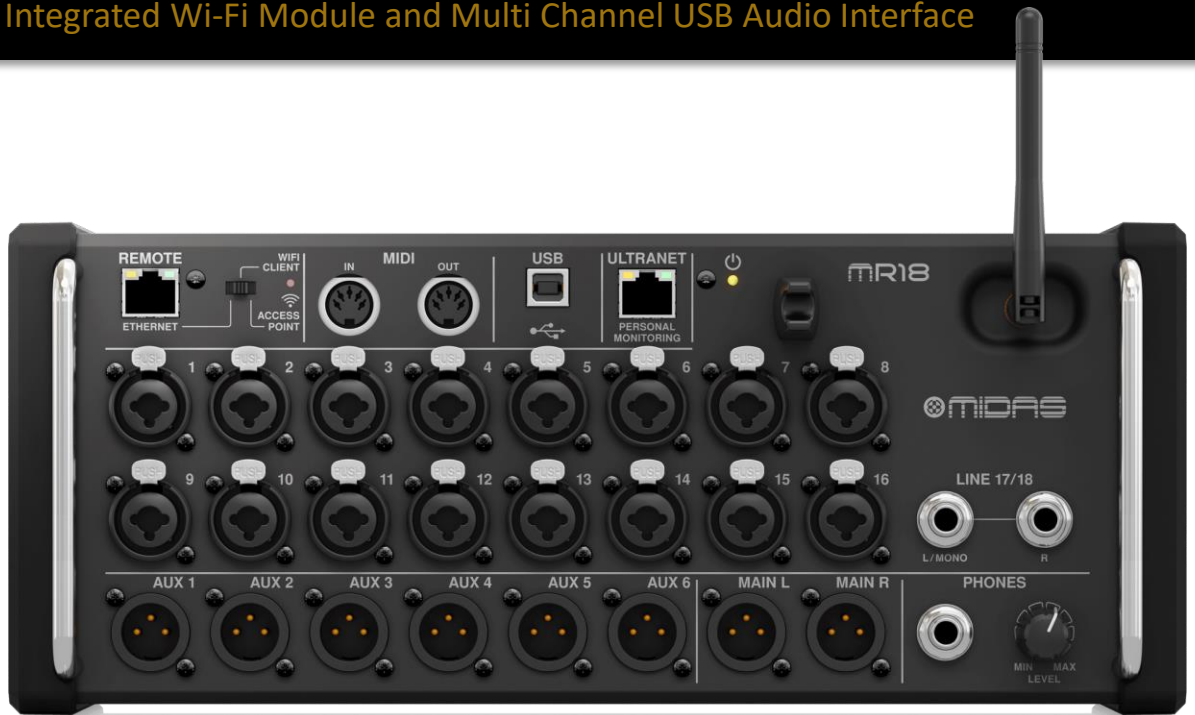 Integrated Wi-Fi Module and Multi Channel USB Audio Interface
REMOTE
WIFI
CLIENT
ACCESS
POINT
ETHERNET
MIDI
IN
OUT
USB
ULTRANET
PERSONAL
MONITORING
MR18
PUSH PUSH PUSH PUSH PUSH PUSH PUSH PUSH
1 2 3 4 5 6 7 8
MIDAS
PUSH PUSH PUSH PUSH PUSH PUSH PUSH PUSH
9 10 11 12 13 14 15 16
LINE 17/18
L/MONO
R
AUX 1 AUX 2 AUX 3 AUX 4 AUX 5 AUX 6 MAIN L MAIN R
PHONES
MIN MAX
LEVEL